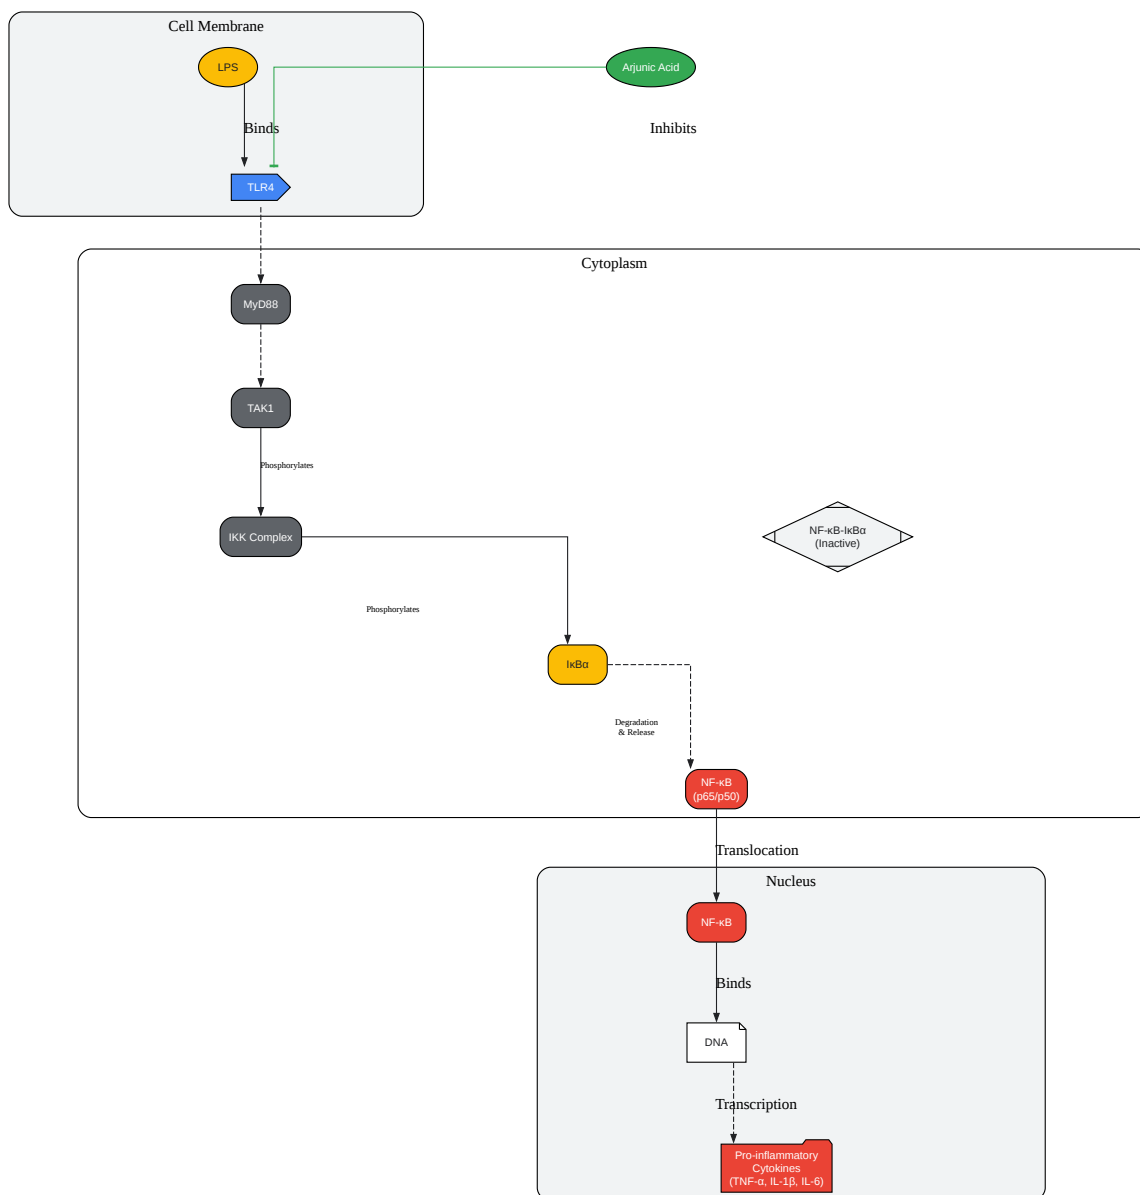 Cell Membrane
LPS
Arjunic Acid
Binds
Inhibits
TLR4
Cytoplasm
MyD88
TAK1
Phosphorylates
NF-κB-IκBα
(Inactive)
IKK Complex
Phosphorylates
IκBα
Degradation
& Release
NF-κB
(p65/p50)
Translocation
Nucleus
NF-κB
Binds
DNA
Transcription
Pro-inflammatory
Cytokines
(TNF-α, IL-1β, IL-6)